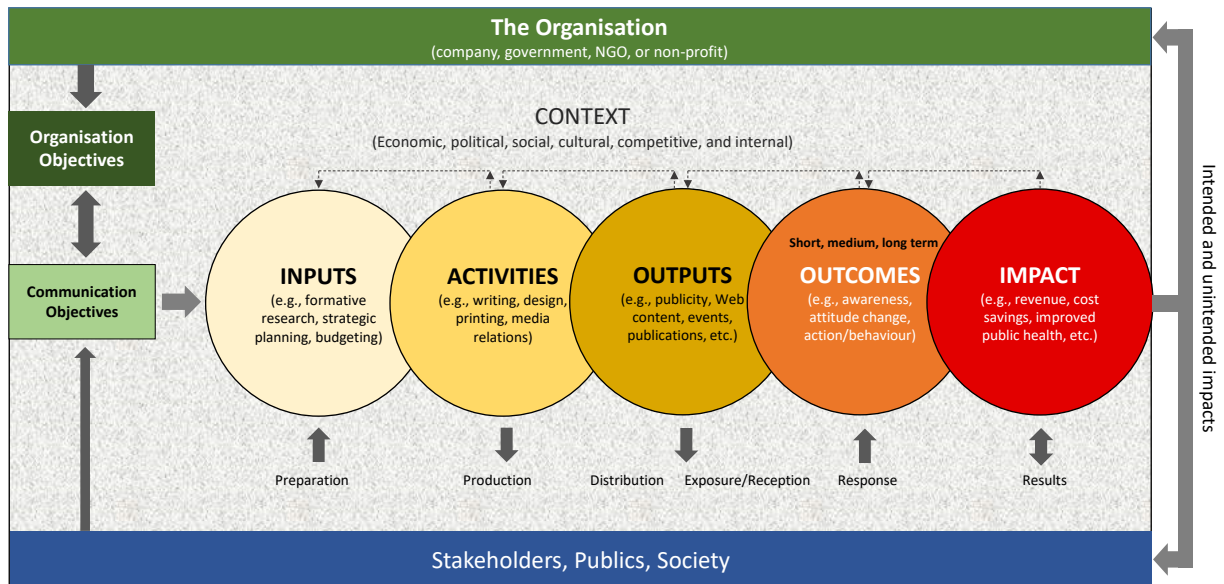 The Organisation
(company, government, NGO, or non-profit)
Organisation
Objectives
CONTEXT
(Economic, political, social, cultural, competitive, and internal)
Communication
Objectives
INPUTS
(e.g., formative
research, strategic
planning, budgeting)
ACTIVITIES
(e.g., writing, design,
printing, media
relations)
OUTPUTS
(e.g., publicity, Web
content, events,
publications, etc.)
Short, medium, long term
OUTCOMES
(e.g., awareness,
attitude change,
action/behaviour)
IMPACT
(e.g., revenue, cost
savings, improved
public health, etc.)
Intended and unintended impacts
Preparation
Production
Distribution
Exposure/Reception
Response
Results
Stakeholders, Publics, Society